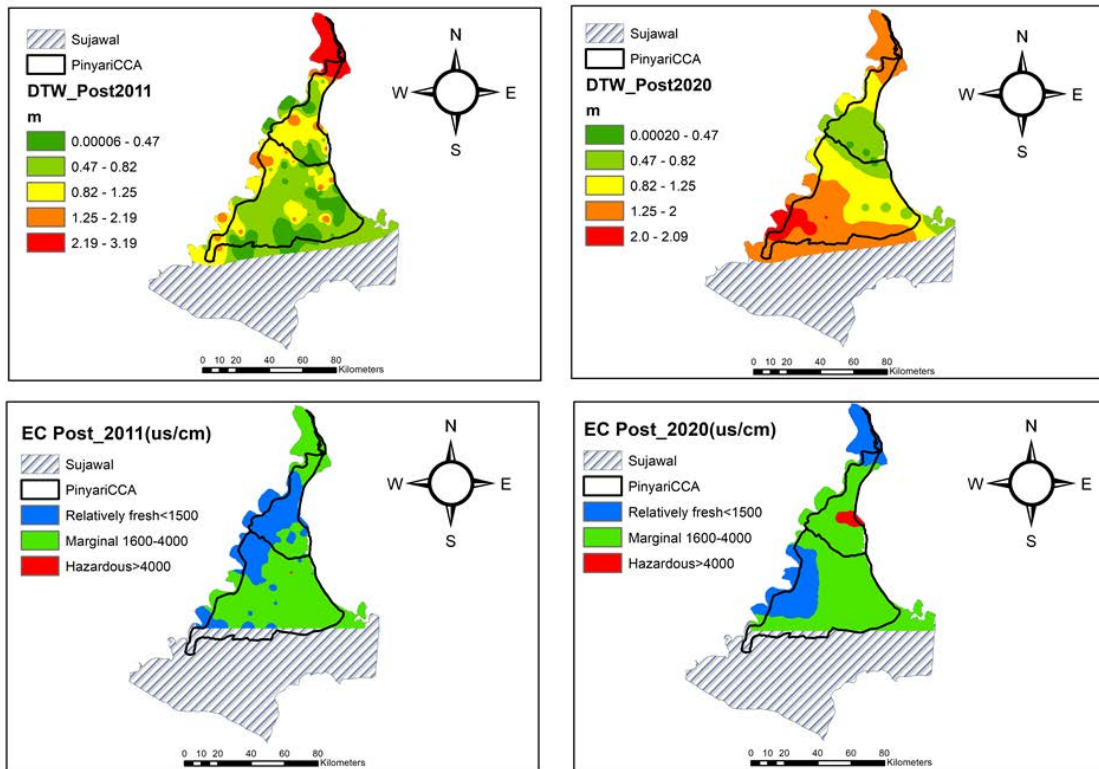 Sujawal
PinyariCCA
DTW_Post2011
m
0.00006 - 0.47
0.47 - 0.82
0.82 - 1.25
1.25 - 2.19
2.19 - 3.19
N
W E
S
0 10 20 40 60 80
Kilometers
Sujawal
PinyariCCA
DTW_Post2020
m
0.00020 - 0.47
0.47 - 0.82
0.82 - 1.25
1.25 - 2
2.0 - 2.09
N
W E
S
0 10 20 40 60 80
Kilometers
EC Post_2011(us/cm)
Sujawal
PinyariCCA
Relatively fresh<1500
Marginal 1600-4000
Hazardous>4000
N
W E
S
0 10 20 40 60 80
Kilometers
EC Post_2020(us/cm)
Sujawal
PinyariCCA
Relatively fresh<1500
Marginal 1600-4000
Hazardous>4000
N
W E
S
0 10 20 40 60 80
Kilometers